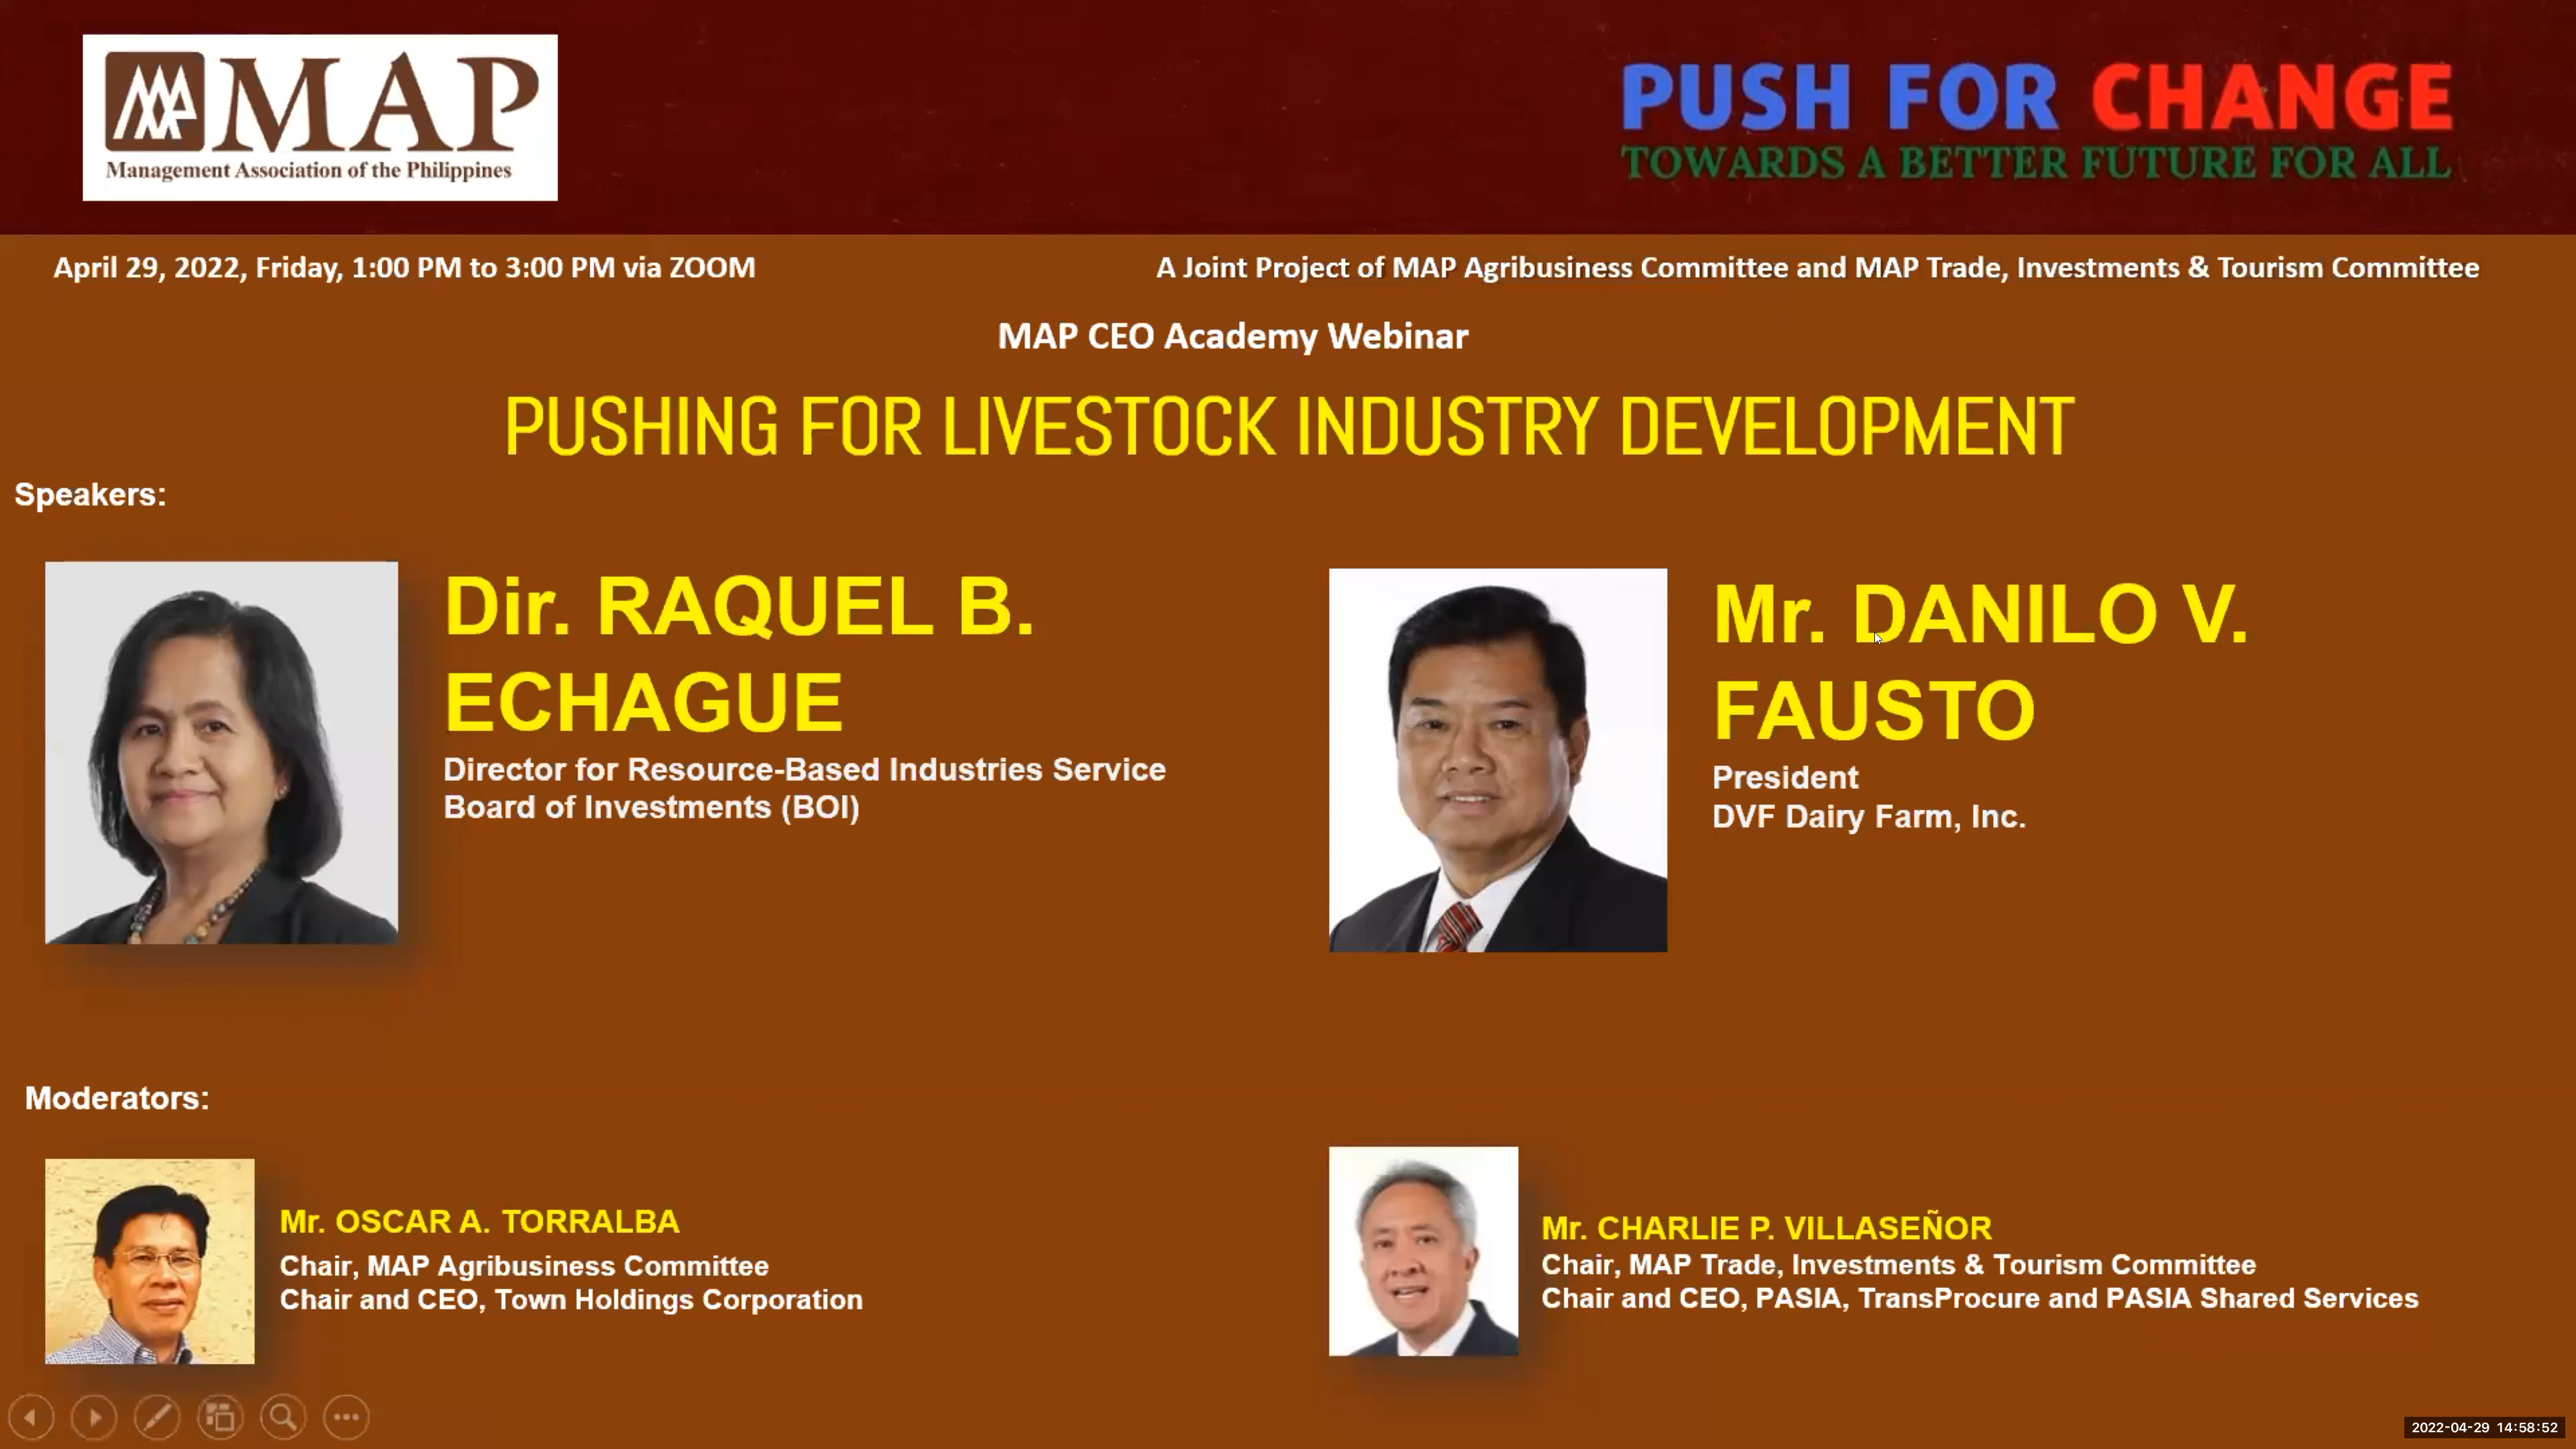 MAP
Management Association of the Philippines
PUSH FOR CHANGE
TOWARDS A BETTER FUTURE FOR ALL
April 29, 2022, Friday, 1:00 PM to 3:00 PM via ZOOM
A Joint Project of MAP Agribusiness Committee and MAP Trade, Investments & Tourism Committee
MAP CEO Academy Webinar
PUSHING FOR LIVESTOCK INDUSTRY DEVELOPMENT
Speakers:
Dir. RAQUEL B.
ECHAGUE
Director for Resource-Based Industries Service
Board of Investments (BOI)
Mr. DANILO V.
FAUSTO
President
DVF Dairy Farm, Inc.
Moderators:
Mr. OSCAR A. TORRALBA
Chair, MAP Agribusiness Committee
Chair and CEO, Town Holdings Corporation
Mr. CHARLIE P. VILLASEÑOR
Chair, MAP Trade, Investments & Tourism Committee
Chair and CEO, PASIA, TransProcure and PASIA Shared Services
2022-04-29 14:58:52